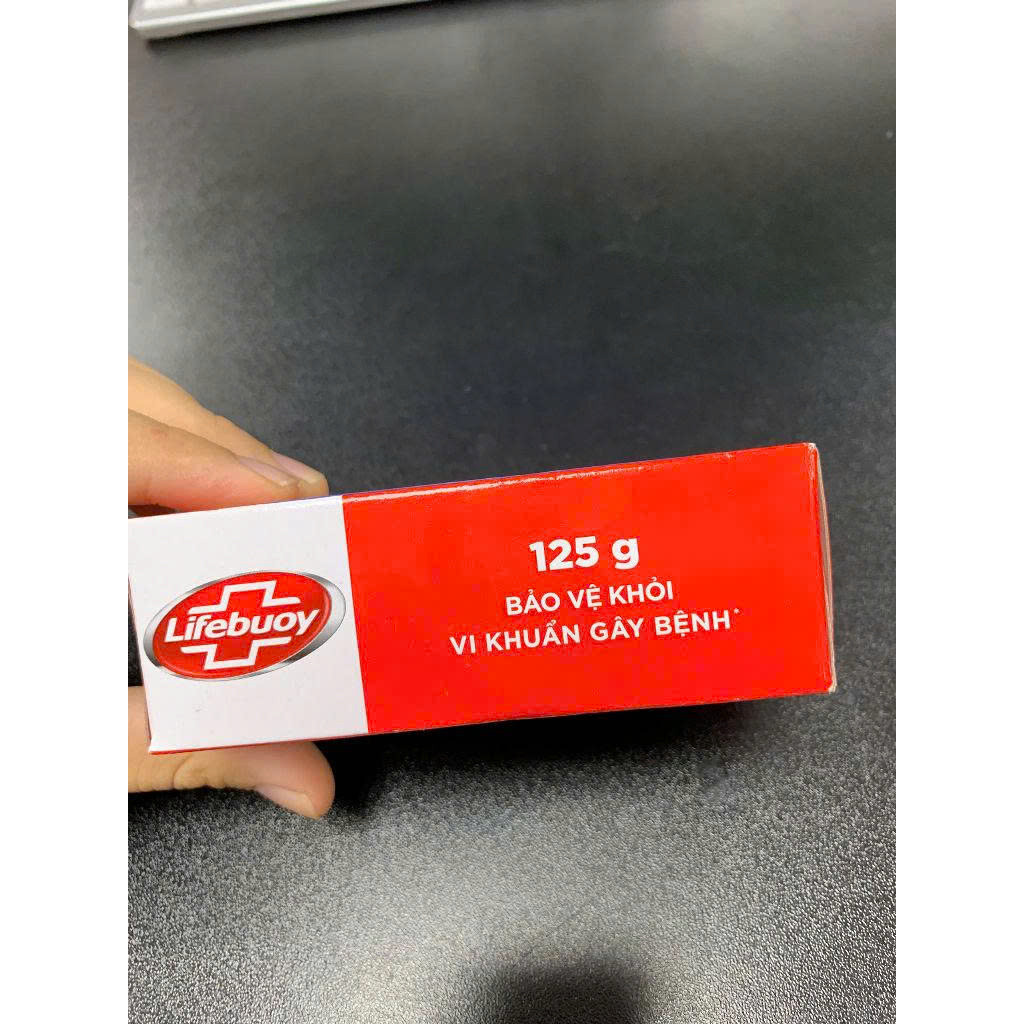 Lifebuoy
125 g
BẢO VỆ KHỎI
VI KHUẨN GÂY BỆNH*